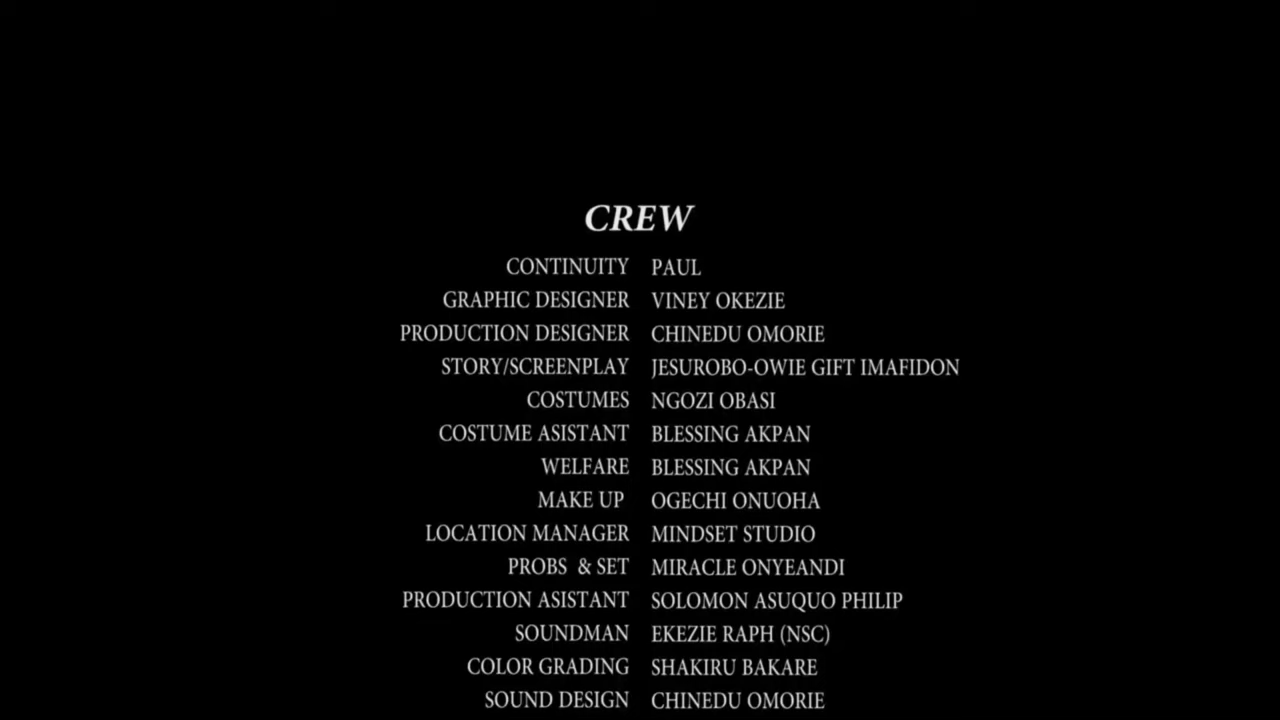 CREW
CONTINUITY PAUL
GRAPHIC DESIGNER VINEY OKEZIE
PRODUCTION DESIGNER CHINEDU OMORIE
STORY/SCREENPLAY JESUROBO-OWIE GIFT IMAFIDON
COSTUMES NGOZI OBASI
COSTUME ASISTANT BLESSING AKPAN
WELFARE BLESSING AKPAN
MAKE UP OGECHI ONUOHA
LOCATION MANAGER MINDSET STUDIO
PROBS & SET MIRACLE ONYEANDI
PRODUCTION ASISTANT SOLOMON ASUQUO PHILIP
SOUNDMAN EKEZIE RAPH (NSC)
COLOR GRADING SHAKIRU BAKARE
SOUND DESIGN CHINEDU OMORIE